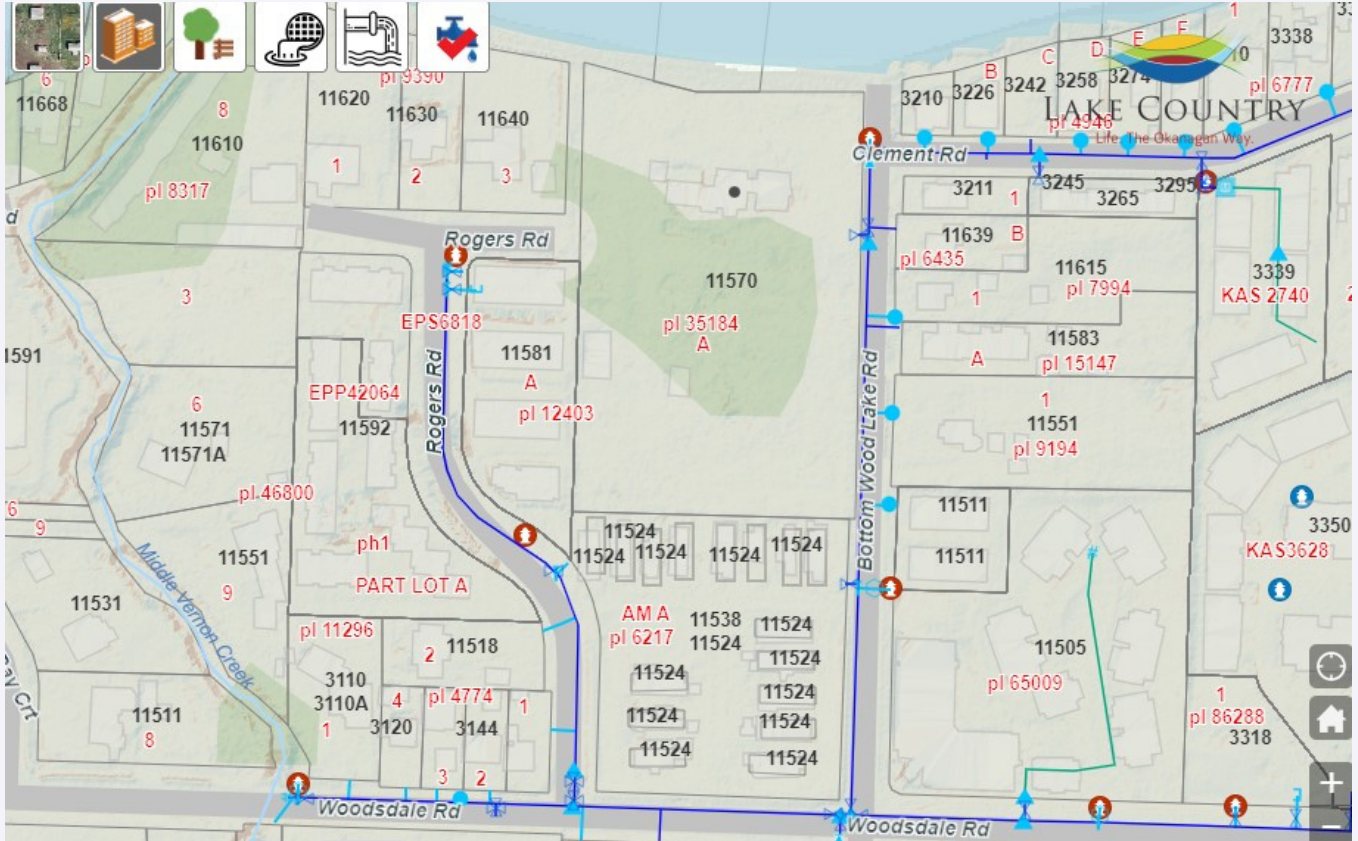 3338
10
6
11668
8
11610
pl 9390
11620
11630
11640
1
2
3
pl 8317
1
F
E
D
C
B
3210
3226
3242
3258
3274
LAKE COUNTRY
Life. The Okanagan Way.
pl 6777
pl 4946
Clement Rd
3211
1
3245
3265
3295
Rogers Rd
11639
B
pl 6435
11615
pl 7994
1
3339
KAS 2740
11570
pl 35184
A
3
EPS6818
11581
A
pl 12403
11583
pl 15147
A
1591
EPP42064
Rogers Rd
Bottom Wood Lake Rd
6
11571
11571A
11592
1
11551
pl 9194
pl 46800
9
11511
11511
3350
KAS3628
11524
11524
11524
11524
11524
ph1
PART LOT A
11551
9
11531
Middle Vernon Creek
AM A
pl 6217
11538
11524
11524
11524
11524
11524
11524
11524
11524
11524
11505
pl 65009
pl 11296
2
11518
3110
3110A
1
4
3120
pl 4774
3144
1
3
2
11511
8
1
pl 86288
3318
Woodsdale Rd
Woodsdale Rd
+